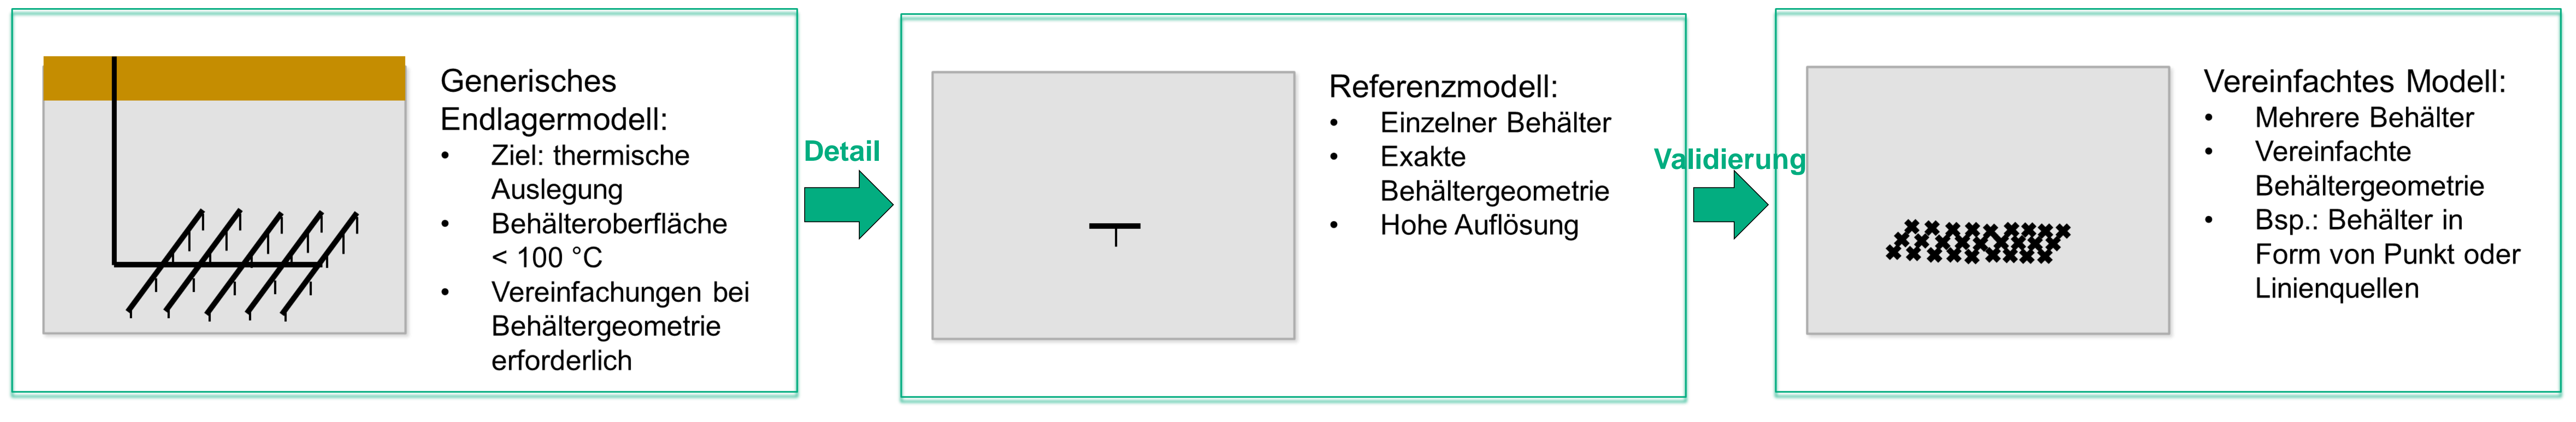 Generisches
Endlagermodell:
• Ziel: thermische
Auslegung
• Behälteroberfläche
< 100 °C
• Vereinfachungen bei
Behältergeometrie
erforderlich
Detail
Referenzmodell:
• Einzelner Behälter
• Exakte
Behältergeometrie
• Hohe Auflösung
Validierung
Vereinfachtes Modell:
• Mehrere Behälter
• Vereinfachte
Behältergeometrie
• Bsp.: Behälter in
Form von Punkt oder
Linienquellen